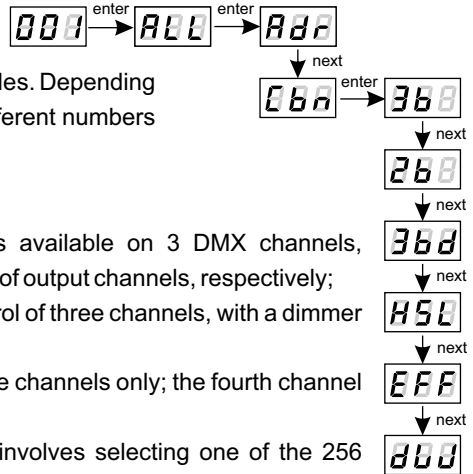 001 enter ALL enter Adr
next
les. Depending
Cbn enter 3b
ferent numbers
next
2b
next
s available on 3 DMX channels,
3bd
of output channels, respectively;
next
rol of three channels, with a dimmer
HSL
next
e channels only; the fourth channel
EFF
next
involves selecting one of the 256